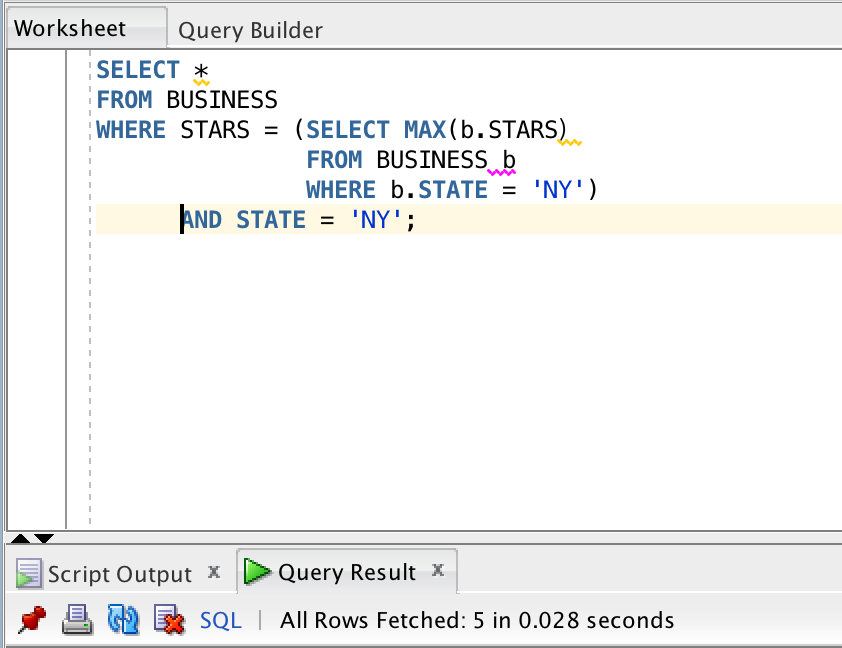 Worksheet Query Builder
SELECT *
FROM BUSINESS
WHERE STARS = (SELECT MAX(b.STARS)
FROM BUSINESS b
WHERE b.STATE = 'NY')
AND STATE = 'NY';
Script Output x Query Result x
SQL | All Rows Fetched: 5 in 0.028 seconds